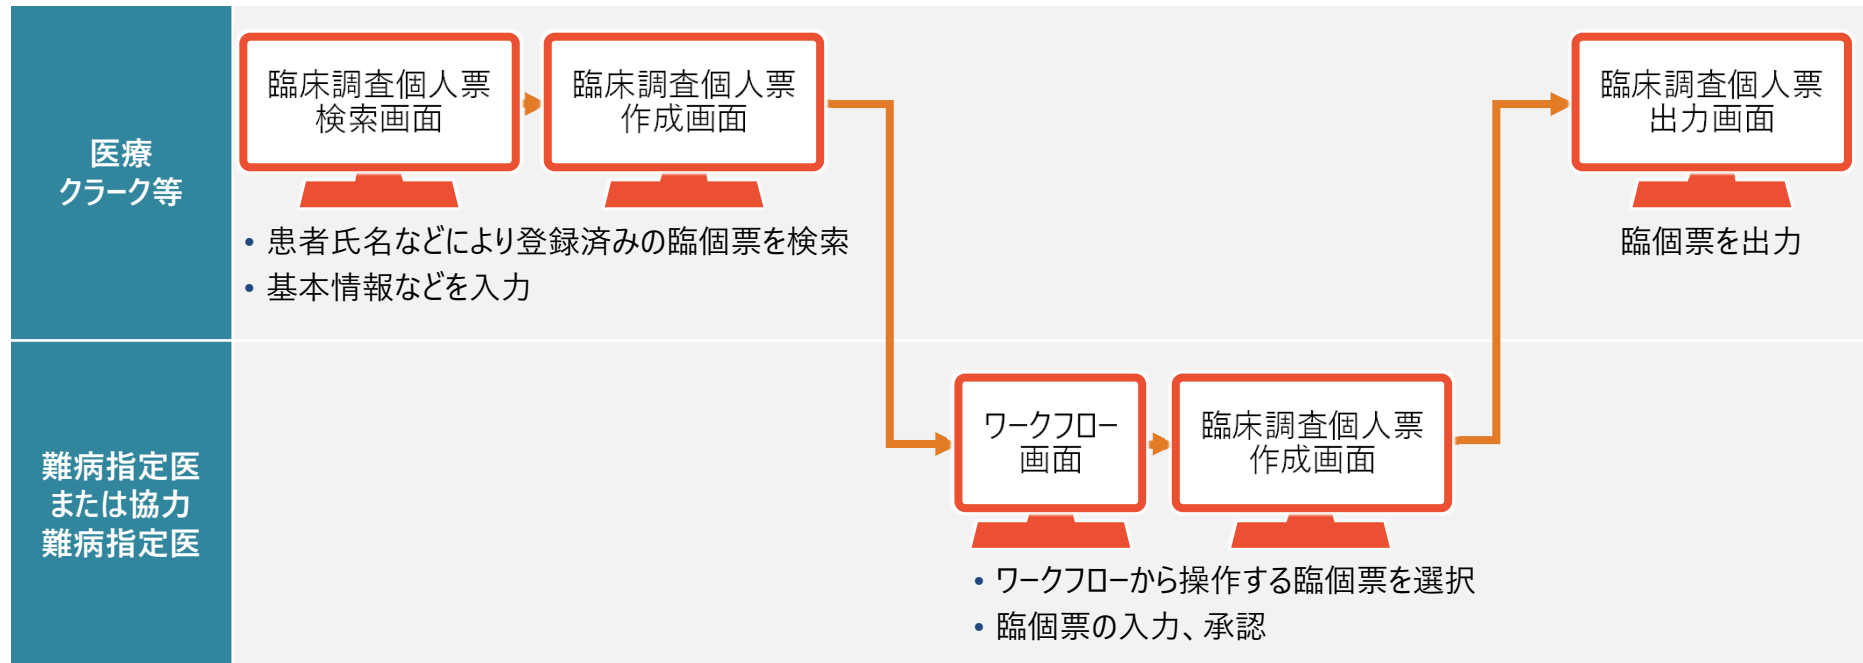 医療
クラーク等
臨床調査個人票
検索画面
臨床調査個人票
作成画面
臨床調査個人票
出力画面
• 患者氏名などにより登録済みの臨個票を検索
• 基本情報などを入力
臨個票を出力
難病指定医
または協力
難病指定医
ワークフロー
画面
臨床調査個人票
作成画面
• ワークフローから操作する臨個票を選択
• 臨個票の入力、承認